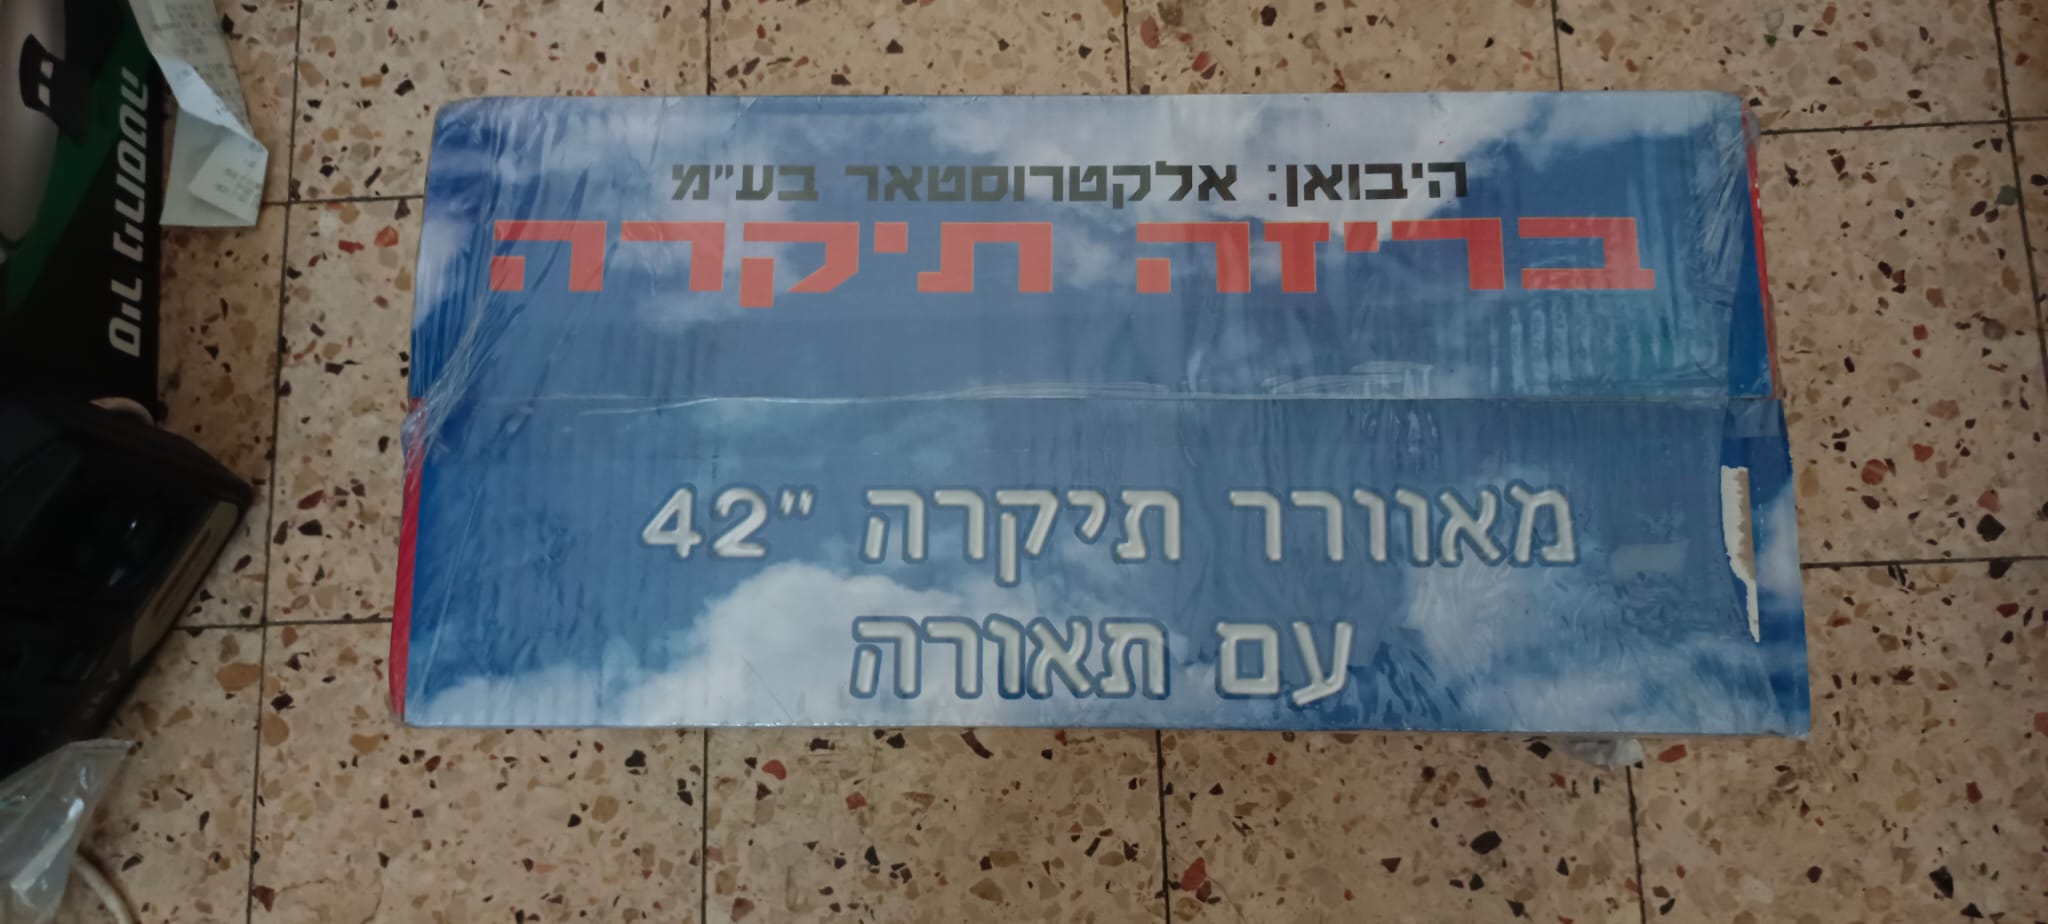 היבואן: אלקטרוסטאר בע"מ
בריזה תיקרה
מאוורר תיקרה "42
עם תאורה